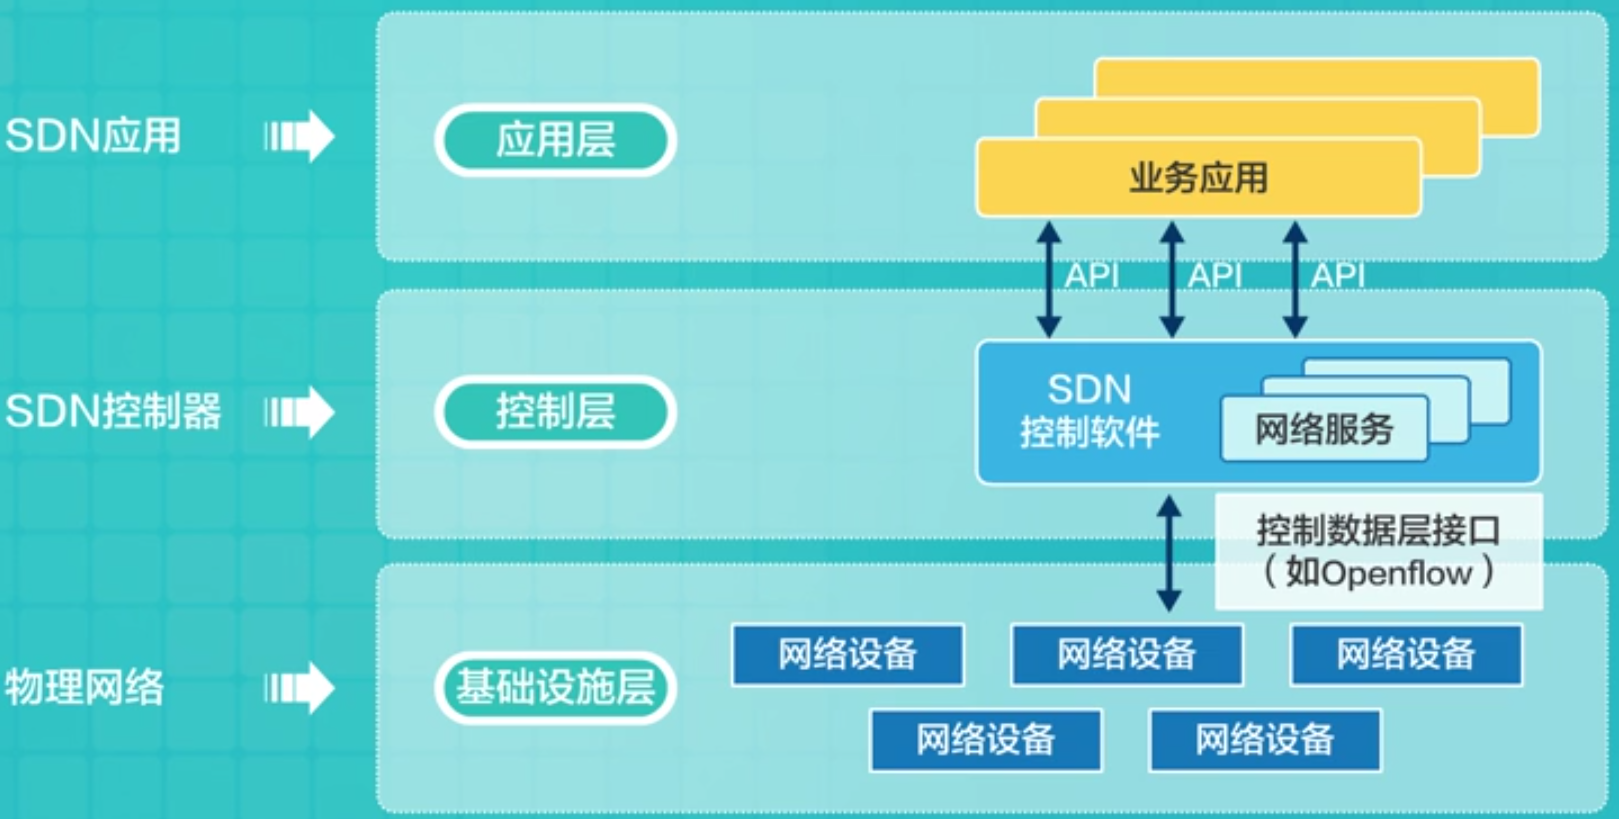 SDN应用
应用层
业务应用
API
API
API
SDN控制器
控制层
SDN
控制软件
网络服务
控制数据层接口
（如Openflow）
物理网络
基础设施层
网络设备
网络设备
网络设备
网络设备
网络设备